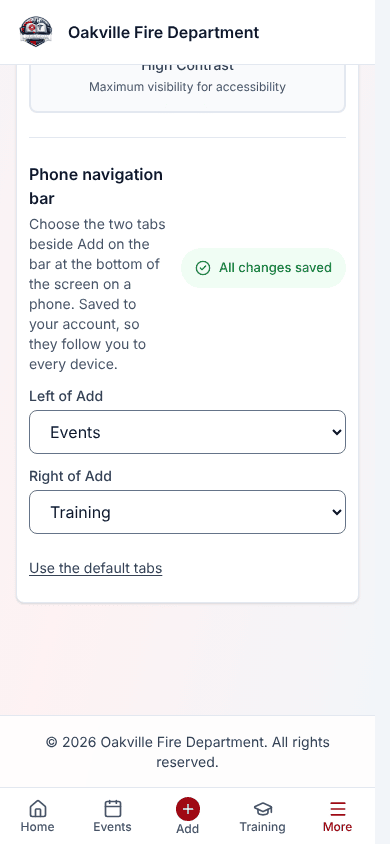 Oakville Fire Department
High Contrast
Maximum visibility for accessibility
Phone navigation
bar
Choose the two tabs
beside Add on the
bar at the bottom of
the screen on a
phone. Saved to
your account, so
they follow you to
every device.
All changes saved
Left of Add
Events
Right of Add
Training
Use the default tabs
© 2026 Oakville Fire Department. All rights
reserved.
Home
Events
Add
Training
More